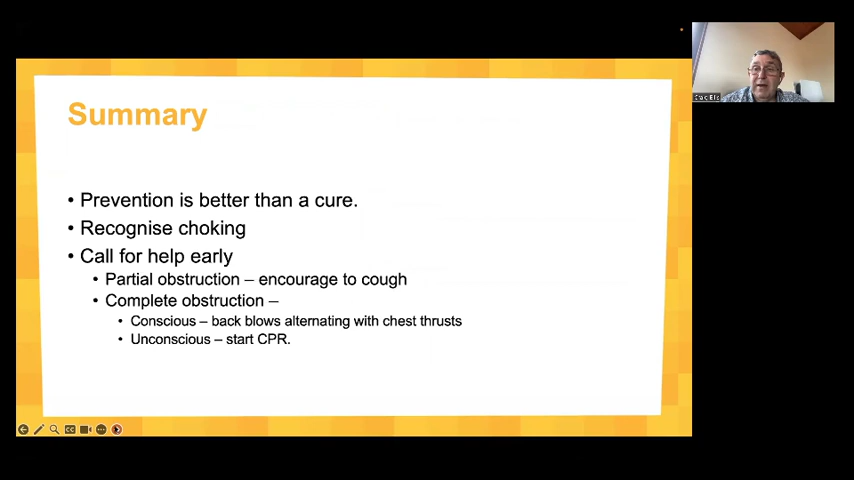 Summary
• Prevention is better than a cure.
• Recognise choking
• Call for help early
• Partial obstruction – encourage to cough
• Complete obstruction –
• Conscious – back blows alternating with chest thrusts
• Unconscious – start CPR.
CC